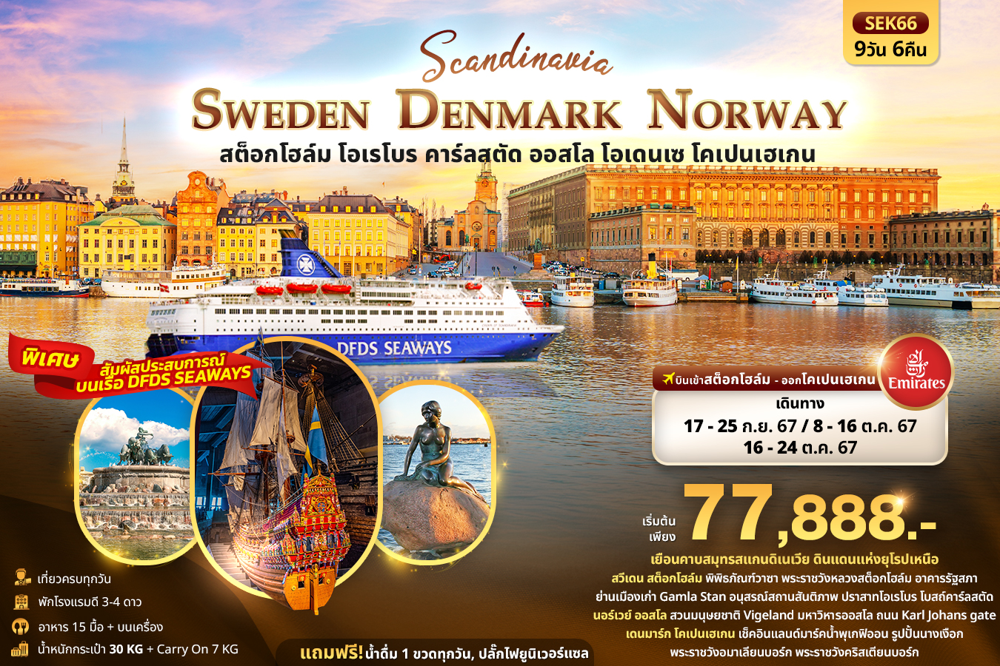 SEK66
9วัน 6คืน
Scandinavia
SWEDEN DENMARK NORWAY
สต็อกโฮล์ม โอเรโบร คาร์ลสตัด ออสโล โอเดนเซ โคเปนเฮเกน
DFDS SEAWAYS
พิเศษ
สัมผัสประสบการณ์
บนเรือ DFDS SEAWAYS
บินเข้าสต็อกโฮล์ม - ออกโคเปนเฮเกน
Emirates
เดินทาง
17 - 25 ก.ย. 67 / 8 - 16 ต.ค. 67
16 - 24 ต.ค. 67
เริ่มต้น
เพียง
77,888.-
เยือนคาบสมุทรสแกนดิเนเวีย ดินแดนแห่งยุโรปเหนือ
สวีเดน สต็อกโฮล์ม พิพิธภัณฑ์วาซา พระราชวังหลวงสต็อกโฮล์ม อาคารรัฐสภา
ย่านเมืองเก่า Gamla Stan อนุสรณ์สถานสันติภาพ ปราสาทโอเรโบร โบสถ์คาร์ลสตัด
นอร์เวย์ ออสโล สวนมนุษยชาติ Vigeland มหาวิหารออสโล ถนน Karl Johans gate
เดนมาร์ก โคเปนเฮเกน เช็คอินแลนด์มาร์คน้ำพุเกฟิออน รูปปั้นนางเงือก
พระราชวังอมาเลียนบอร์ก พระราชวังคริสเตียนบอร์ก
เที่ยวครบทุกวัน
พักโรงแรมดี 3-4 ดาว
อาหาร 15 มื้อ + บนเครื่อง
น้ำหนักกระเป๋า 30 KG + Carry On 7 KG
แถมฟรี! น้ำดื่ม 1 ขวดทุกวัน, ปลั๊กไฟยูนิเวอร์แซล